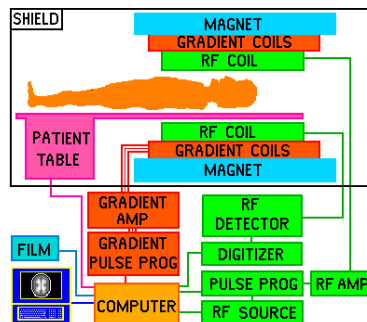 SHIELD
MAGNET
GRADIENT COILS
RF COIL
RF COIL
GRADIENT COILS
MAGNET
PATIENT
TABLE
GRADIENT
AMP
RF
DETECTOR
GRADIENT
PULSE PROG
DIGITIZER
FILM
PULSE PROG
RF AMP
COMPUTER
RF SOURCE